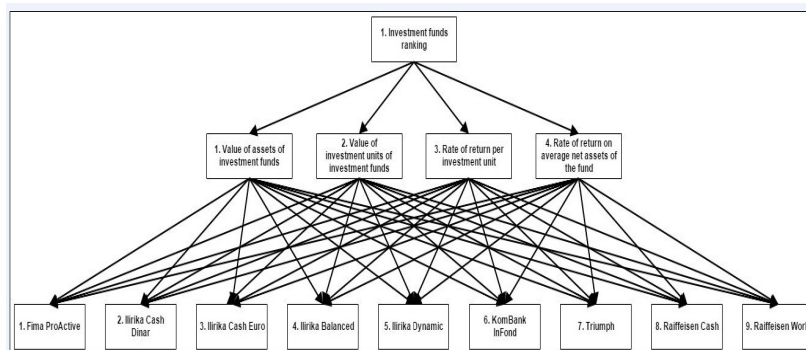 1. Investment funds
ranking
1. Value of assets of
investment funds
2. Value of
investment units of
investment funds
3. Rate of return per
investment unit
4. Rate of return on
average net assets of
the fund
1. Fima ProActive
2. Ilirika Cash
Dinar
3. Ilirika Cash Euro
4. Ilirika Balanced
5. Ilirika Dynamic
6. KomBank
InFond
7. Triumph
8. Raiffeisen Cash
9. Raiffeisen World